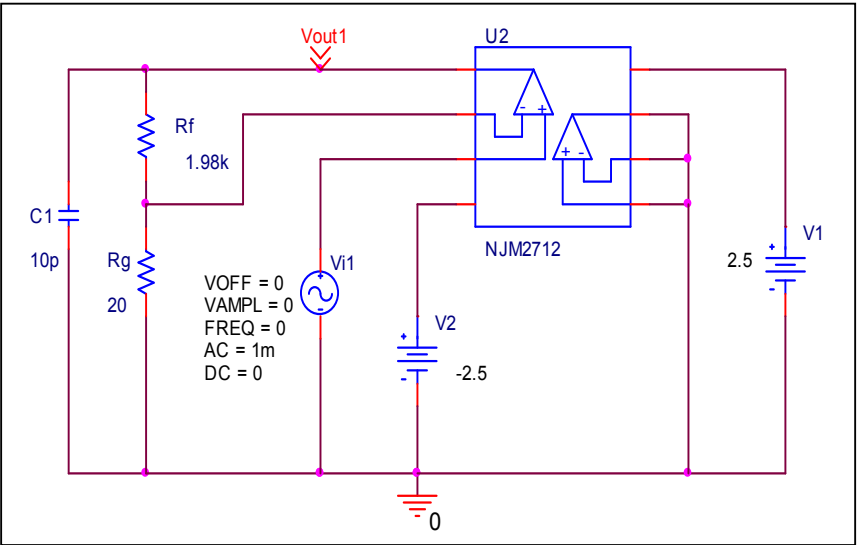 Vout1
U2
Rf
1.98k
C1
10p
Rg
20
Vi1
VOFF = 0
VAMPL = 0
FREQ = 0
AC = 1m
DC = 0
V2
-2.5
NJM2712
V1
2.5
0